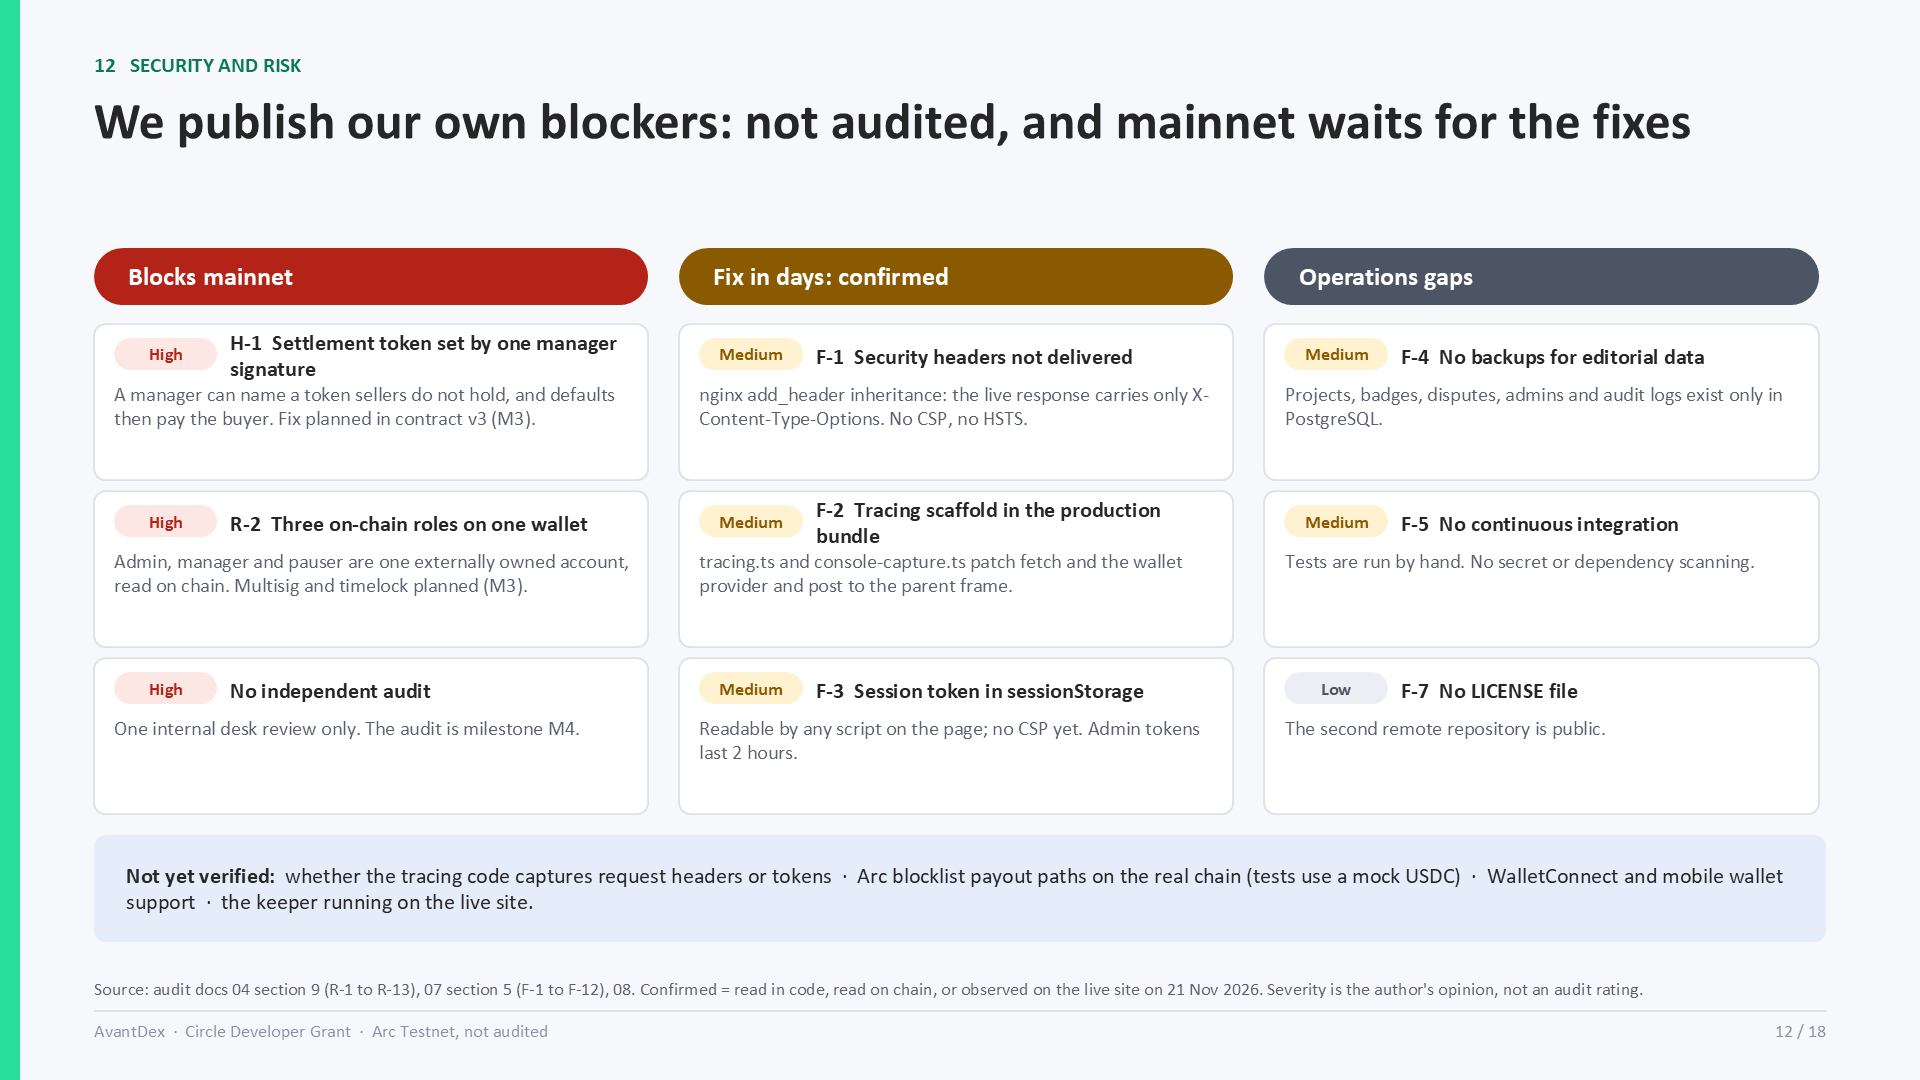 12 SECURITY AND RISK
We publish our own blockers: not audited, and mainnet waits for the fixes
Blocks mainnet
High
H-1 Settlement token set by one manager
signature
A manager can name a token sellers do not hold, and defaults
then pay the buyer. Fix planned in contract v3 (M3).
High
R-2 Three on-chain roles on one wallet
Admin, manager and pauser are one externally owned account,
read on chain. Multisig and timelock planned (M3).
High
No independent audit
One internal desk review only. The audit is milestone M4.
Fix in days: confirmed
Medium
F-1 Security headers not delivered
nginx add_header inheritance: the live response carries only X-
Content-Type-Options. No CSP, no HSTS.
Medium
F-2 Tracing scaffold in the production
bundle
tracing.ts and console-capture.ts patch fetch and the wallet
provider and post to the parent frame.
Medium
F-3 Session token in sessionStorage
Readable by any script on the page; no CSP yet. Admin tokens
last 2 hours.
Operations gaps
Medium
F-4 No backups for editorial data
Projects, badges, disputes, admins and audit logs exist only in
PostgreSQL.
Medium
F-5 No continuous integration
Tests are run by hand. No secret or dependency scanning.
Low
F-7 No LICENSE file
The second remote repository is public.
Not yet verified: whether the tracing code captures request headers or tokens · Arc blocklist payout paths on the real chain (tests use a mock USDC) · WalletConnect and mobile wallet
support · the keeper running on the live site.
Source: audit docs 04 section 9 (R-1 to R-13), 07 section 5 (F-1 to F-12), 08. Confirmed = read in code, read on chain, or observed on the live site on 21 Nov 2026. Severity is the author's opinion, not an audit rating.
AvantDex · Circle Developer Grant · Arc Testnet, not audited
12 / 18